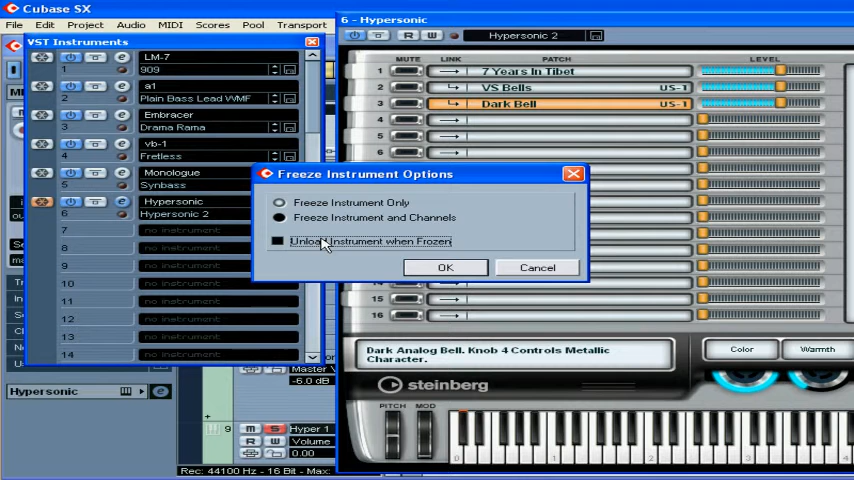 Cubase SX
File Edit Project Audio MIDI Scores Pool Transport
6 - Hypersonic
VST Instruments
R W Hypersonic 2
LM-7
1 909
a1
2 Plain Bass Lead WMF
Embracer
3 Drama Rama
vb-1
4 Fretless
Monologue
5 Synbass
Hypersonic
6 Hypersonic 2
7 no instrument
8 no instrument
9 no instrument
10 no instrument
11 no instrument
12 no instrument
13 no instrument
14 no instrument
MUTE LINK PATCH LEVEL
1 7 Years In Tibet
2 VS Bells US-1
3 Dark Bell US-1
4
5
6
15
16
Freeze Instrument Options
Freeze Instrument Only
Freeze Instrument and Channels
Unload Instrument when Frozen
OK Cancel
Dark Analog Bell. Knob 4 Controls Metallic
Character.
Color Warmth
steinberg
PITCH MOD
Hypersonic
Master V
-6.0 dB
9 M S Hyper 1
R W Volume
0.00
Rec: 44100 Hz - 16 Bit - Max: